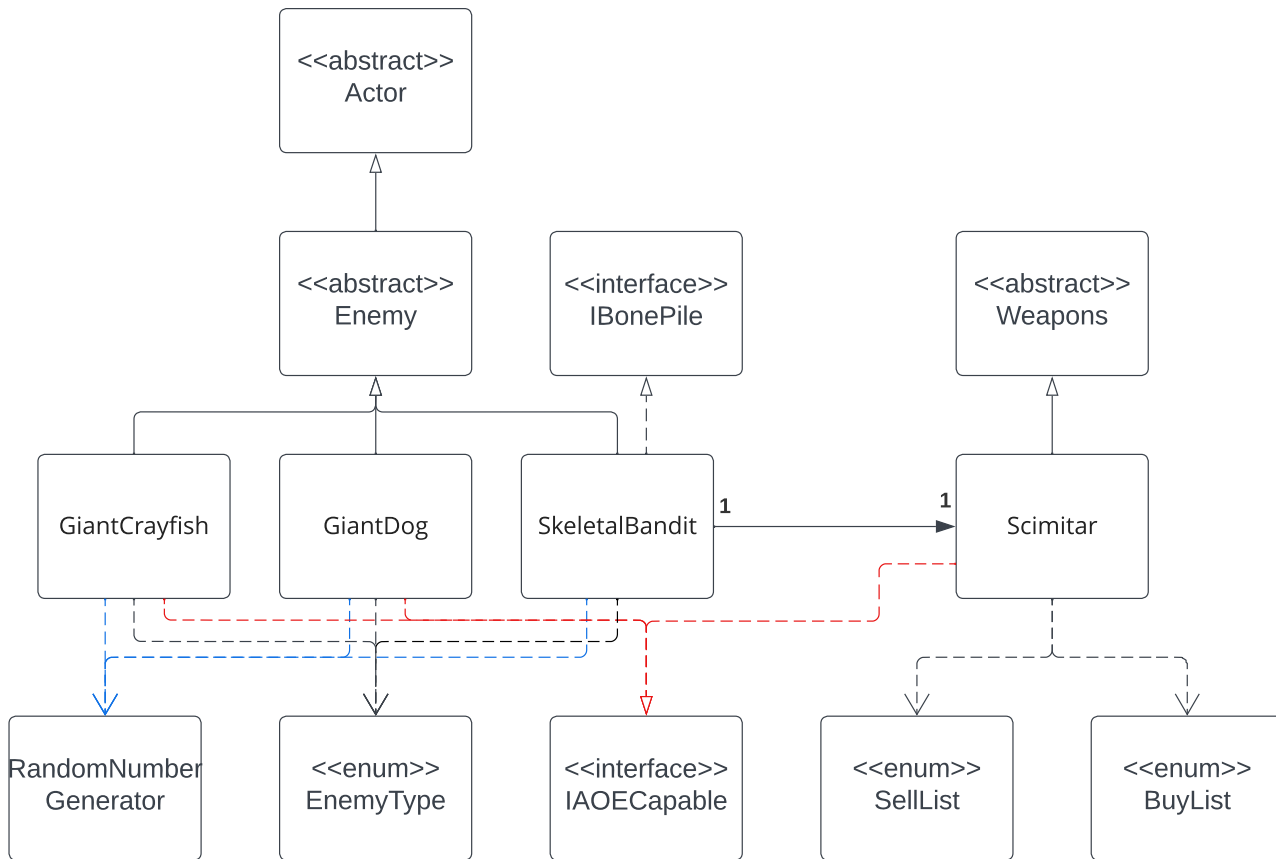 <<abstract>>
Actor
<<abstract>>
Enemy
<<interface>>
IBonePile
<<abstract>>
Weapons
GiantCrayfish
GiantDog
SkeletalBandit
1
1
Scimitar
RandomNumber
Generator
<<enum>>
EnemyType
<<interface>>
IAOECapable
<<enum>>
SellList
<<enum>>
BuyList